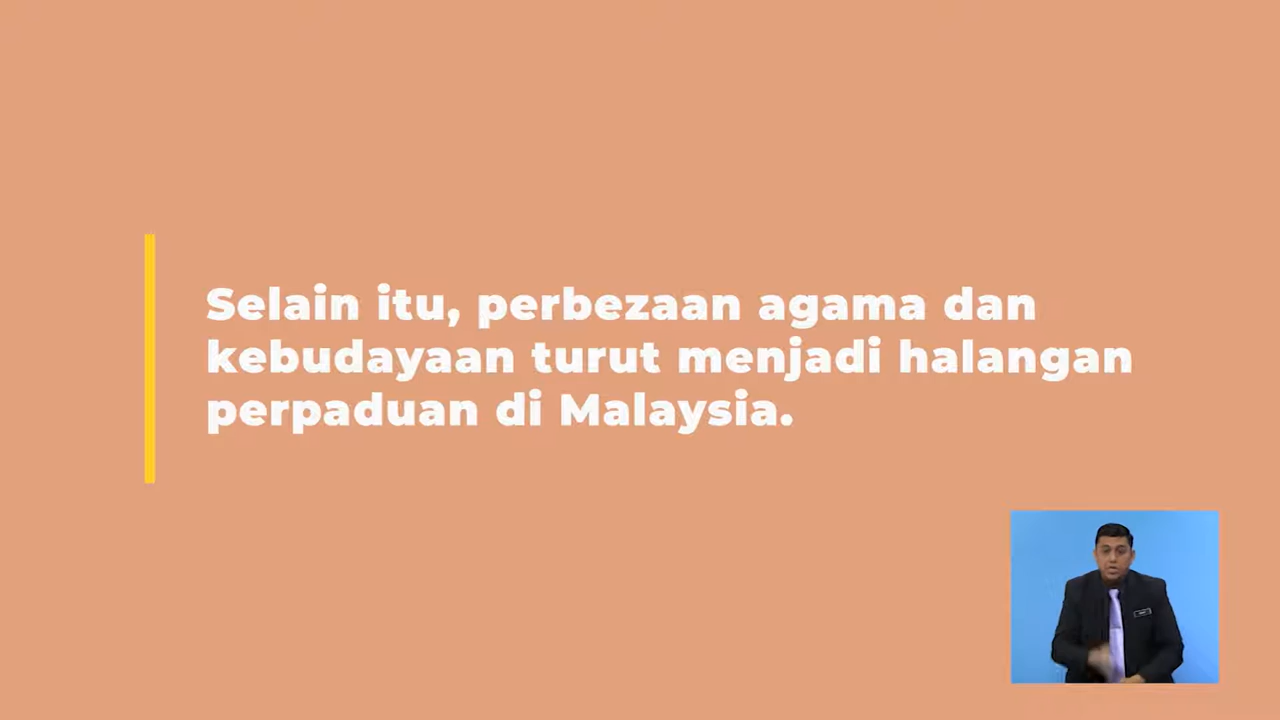 Selain itu, perbezaan agama dan
kebudayaan turut menjadi halangan
perpaduan di Malaysia.